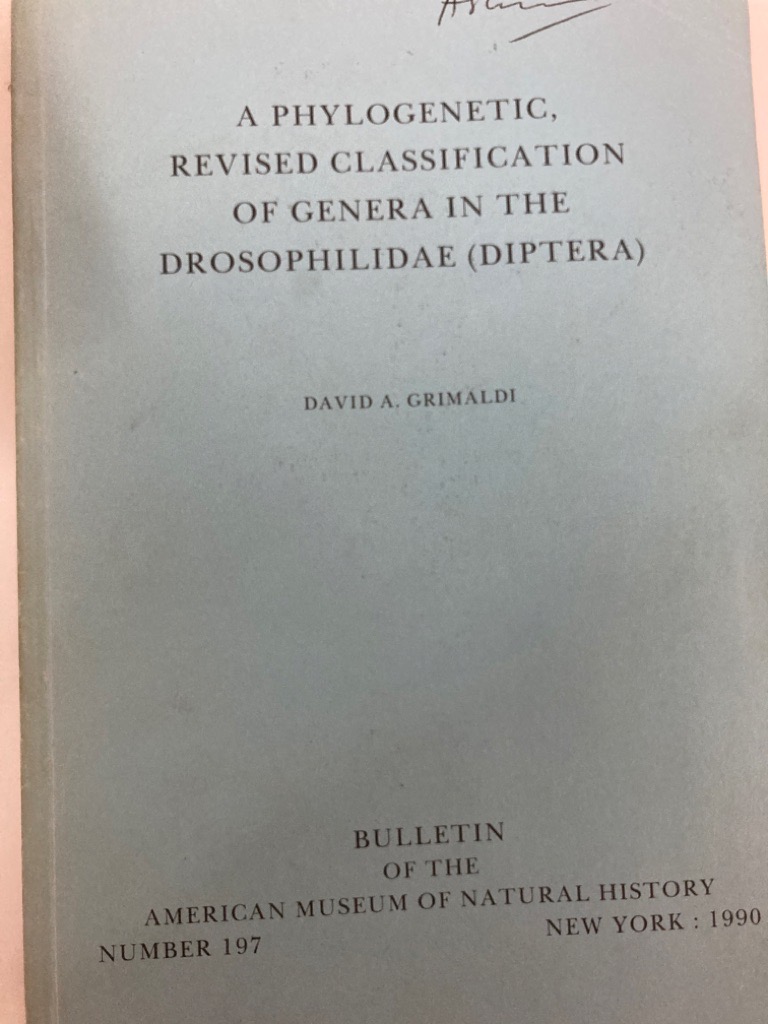 A PHYLOGENETIC,
REVISED CLASSIFICATION
OF GENERA IN THE
DROSOPHILIDAE (DIPTERA)
DAVID A. GRIMALDI
BULLETIN
OF THE
AMERICAN MUSEUM OF NATURAL HISTORY
NUMBER 197 NEW YORK : 1990